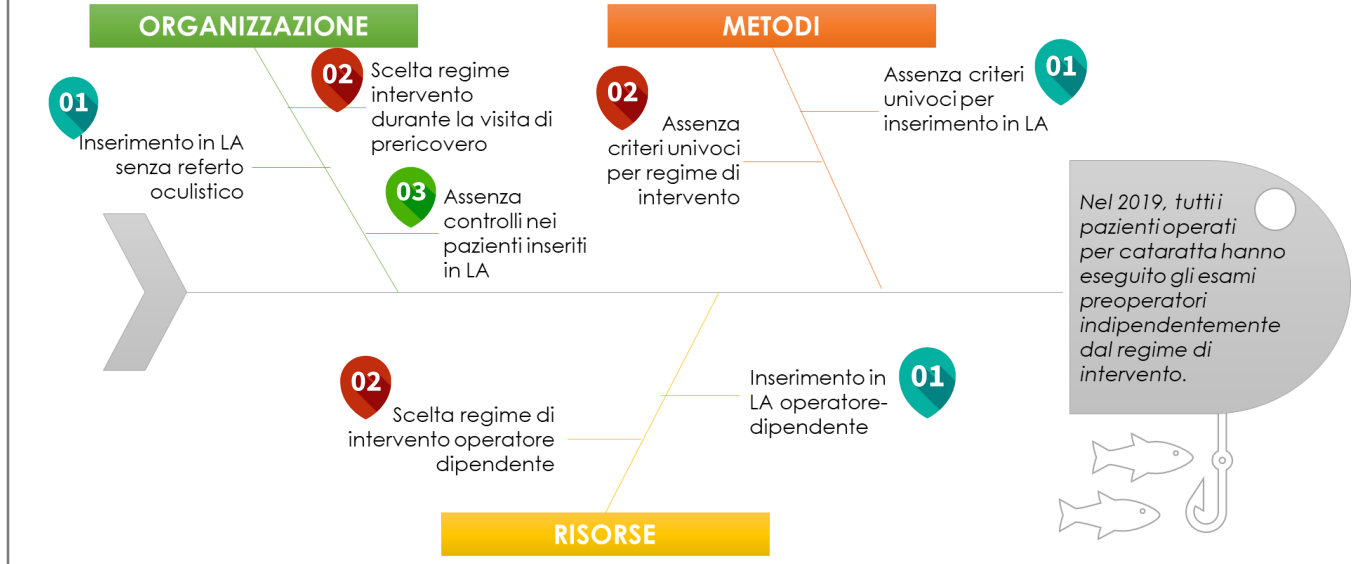 ORGANIZZAZIONE
01
Inserimento in LA
senza referto
oculistico
02
Scelta regime
intervento
durante la visita di
prericovero
03
Assenza
controlli nei
pazienti inseriti
in LA
METODI
02
Assenza
criteri univoci
per regime di
intervento
Assenza criteri
univoci per
inserimento in LA
01
Nel 2019, tutti i
pazienti operati
per cataratta hanno
eseguito gli esami
preoperatori
indipendentemente
dal regime di
intervento.
02
Scelta regime di
intervento operatore
dipendente
Inserimento in
LA operatore-
dipendente
01
RISORSE